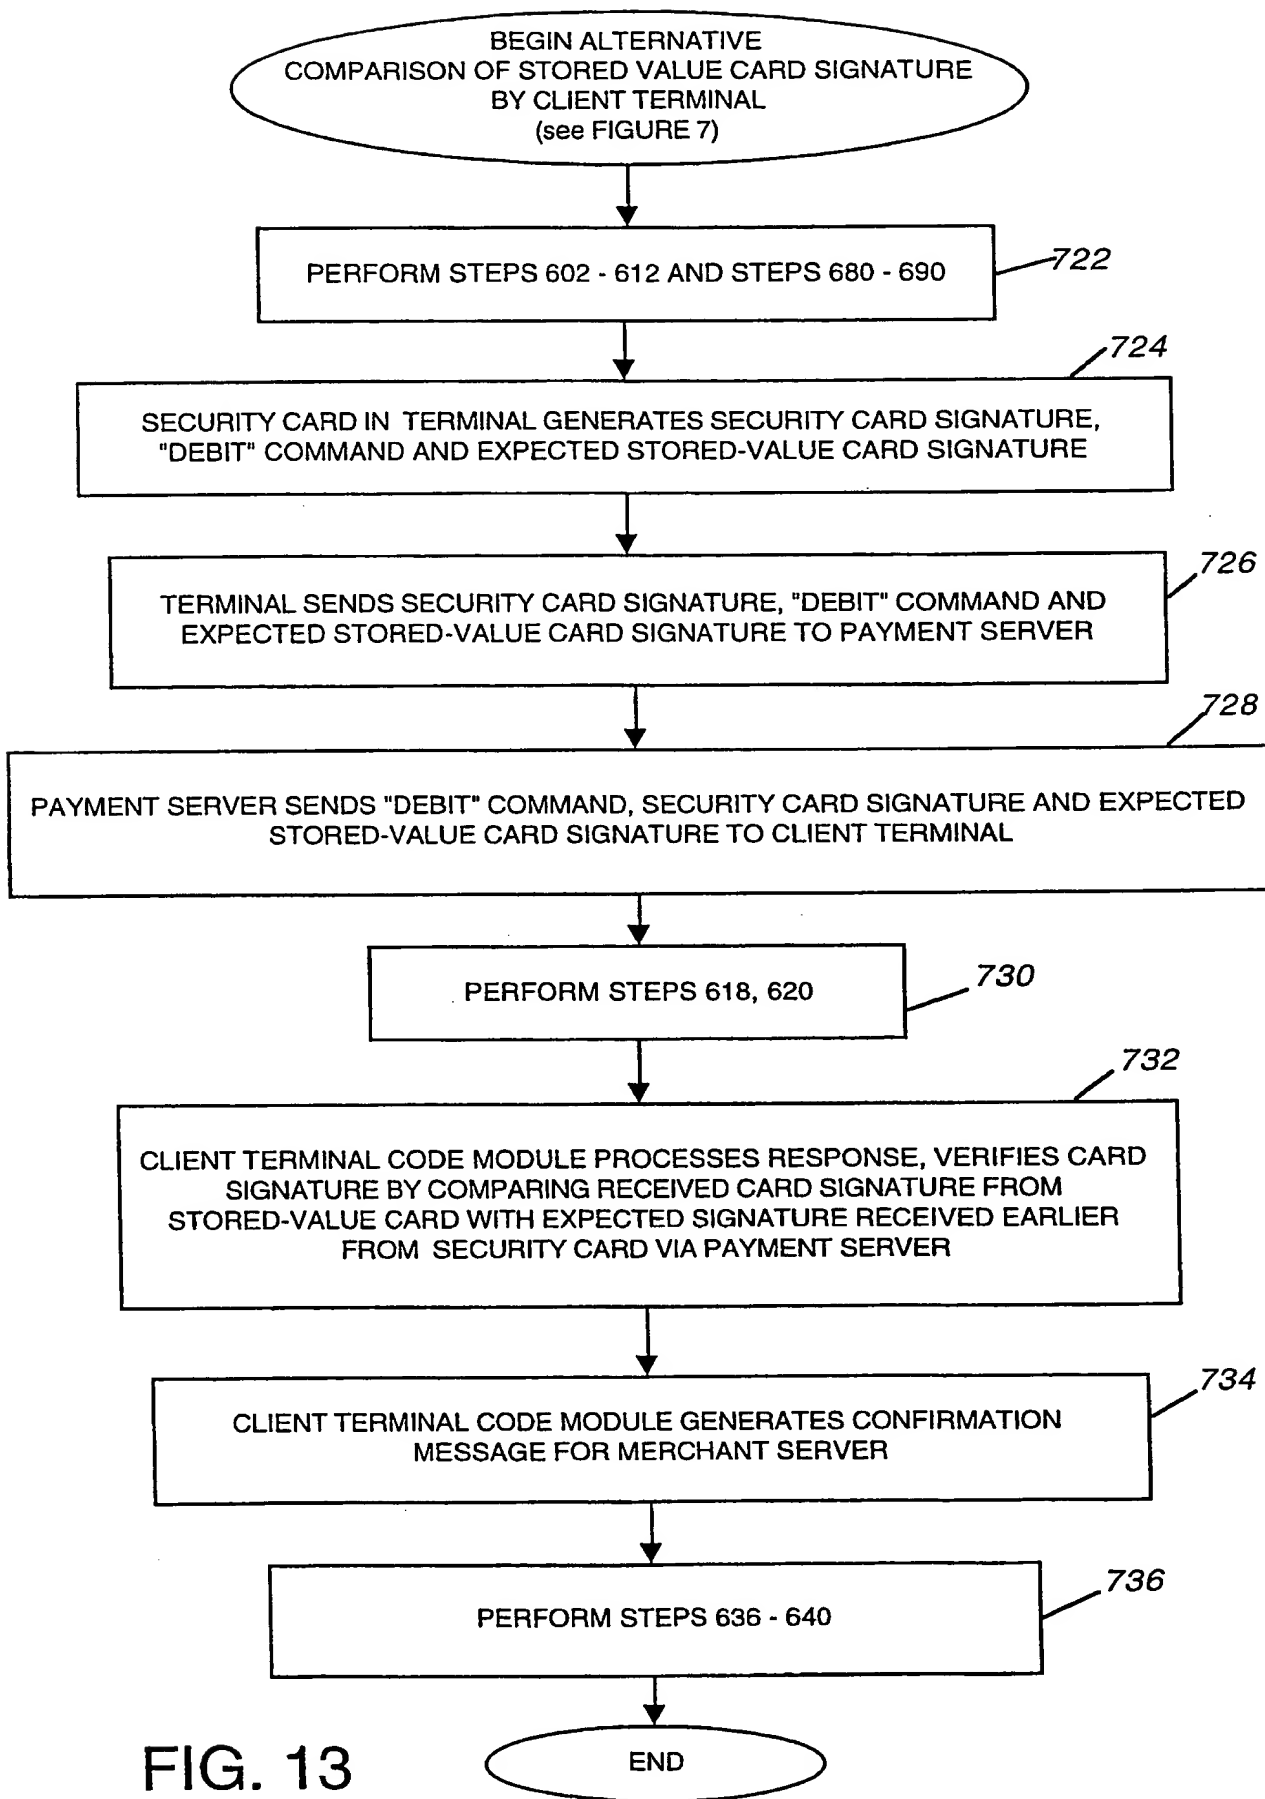 BEGIN ALTERNATIVE
COMPARISON OF STORED VALUE CARD SIGNATURE
BY CLIENT TERMINAL
(see FIGURE 7)
PERFORM STEPS 602 - 612 AND STEPS 680 - 690
722
724
SECURITY CARD IN TERMINAL GENERATES SECURITY CARD SIGNATURE,
"DEBIT" COMMAND AND EXPECTED STORED-VALUE CARD SIGNATURE
726
TERMINAL SENDS SECURITY CARD SIGNATURE, "DEBIT" COMMAND AND
EXPECTED STORED-VALUE CARD SIGNATURE TO PAYMENT SERVER
728
PAYMENT SERVER SENDS "DEBIT" COMMAND, SECURITY CARD SIGNATURE AND EXPECTED
STORED-VALUE CARD SIGNATURE TO CLIENT TERMINAL
PERFORM STEPS 618, 620
730
732
CLIENT TERMINAL CODE MODULE PROCESSES RESPONSE, VERIFIES CARD
SIGNATURE BY COMPARING RECEIVED CARD SIGNATURE FROM
STORED-VALUE CARD WITH EXPECTED SIGNATURE RECEIVED EARLIER
FROM SECURITY CARD VIA PAYMENT SERVER
734
CLIENT TERMINAL CODE MODULE GENERATES CONFIRMATION
MESSAGE FOR MERCHANT SERVER
736
PERFORM STEPS 636 - 640
END
FIG. 13